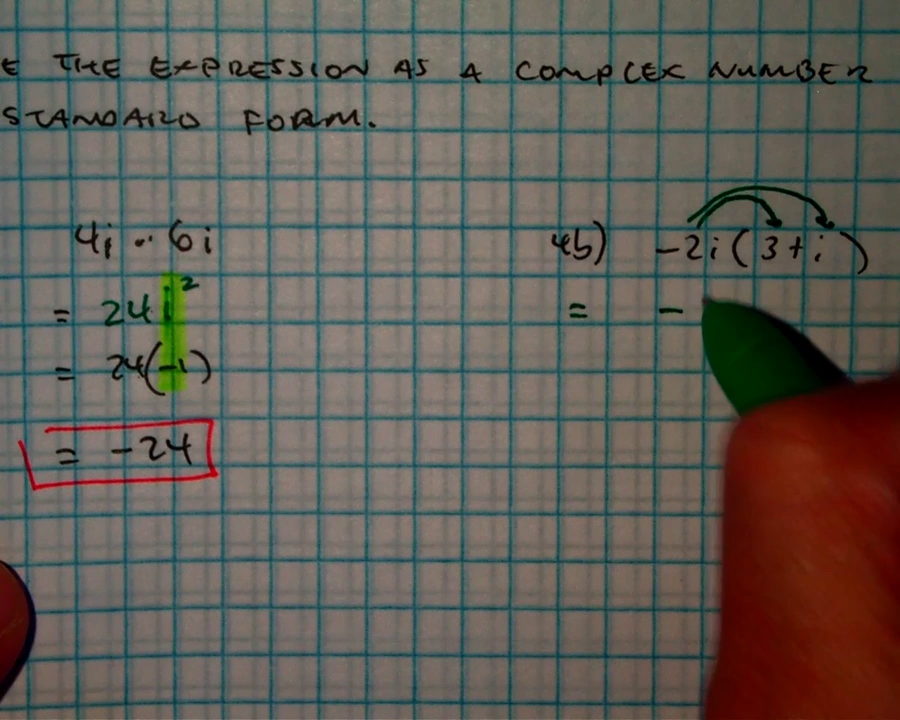 E THE EXPRESSION AS A COMPLEX NUMBER
STANDARD FORM.
4i · 6i
= 24i²
= 24(-1)
= -24
4b) -2i(3+i)
= -